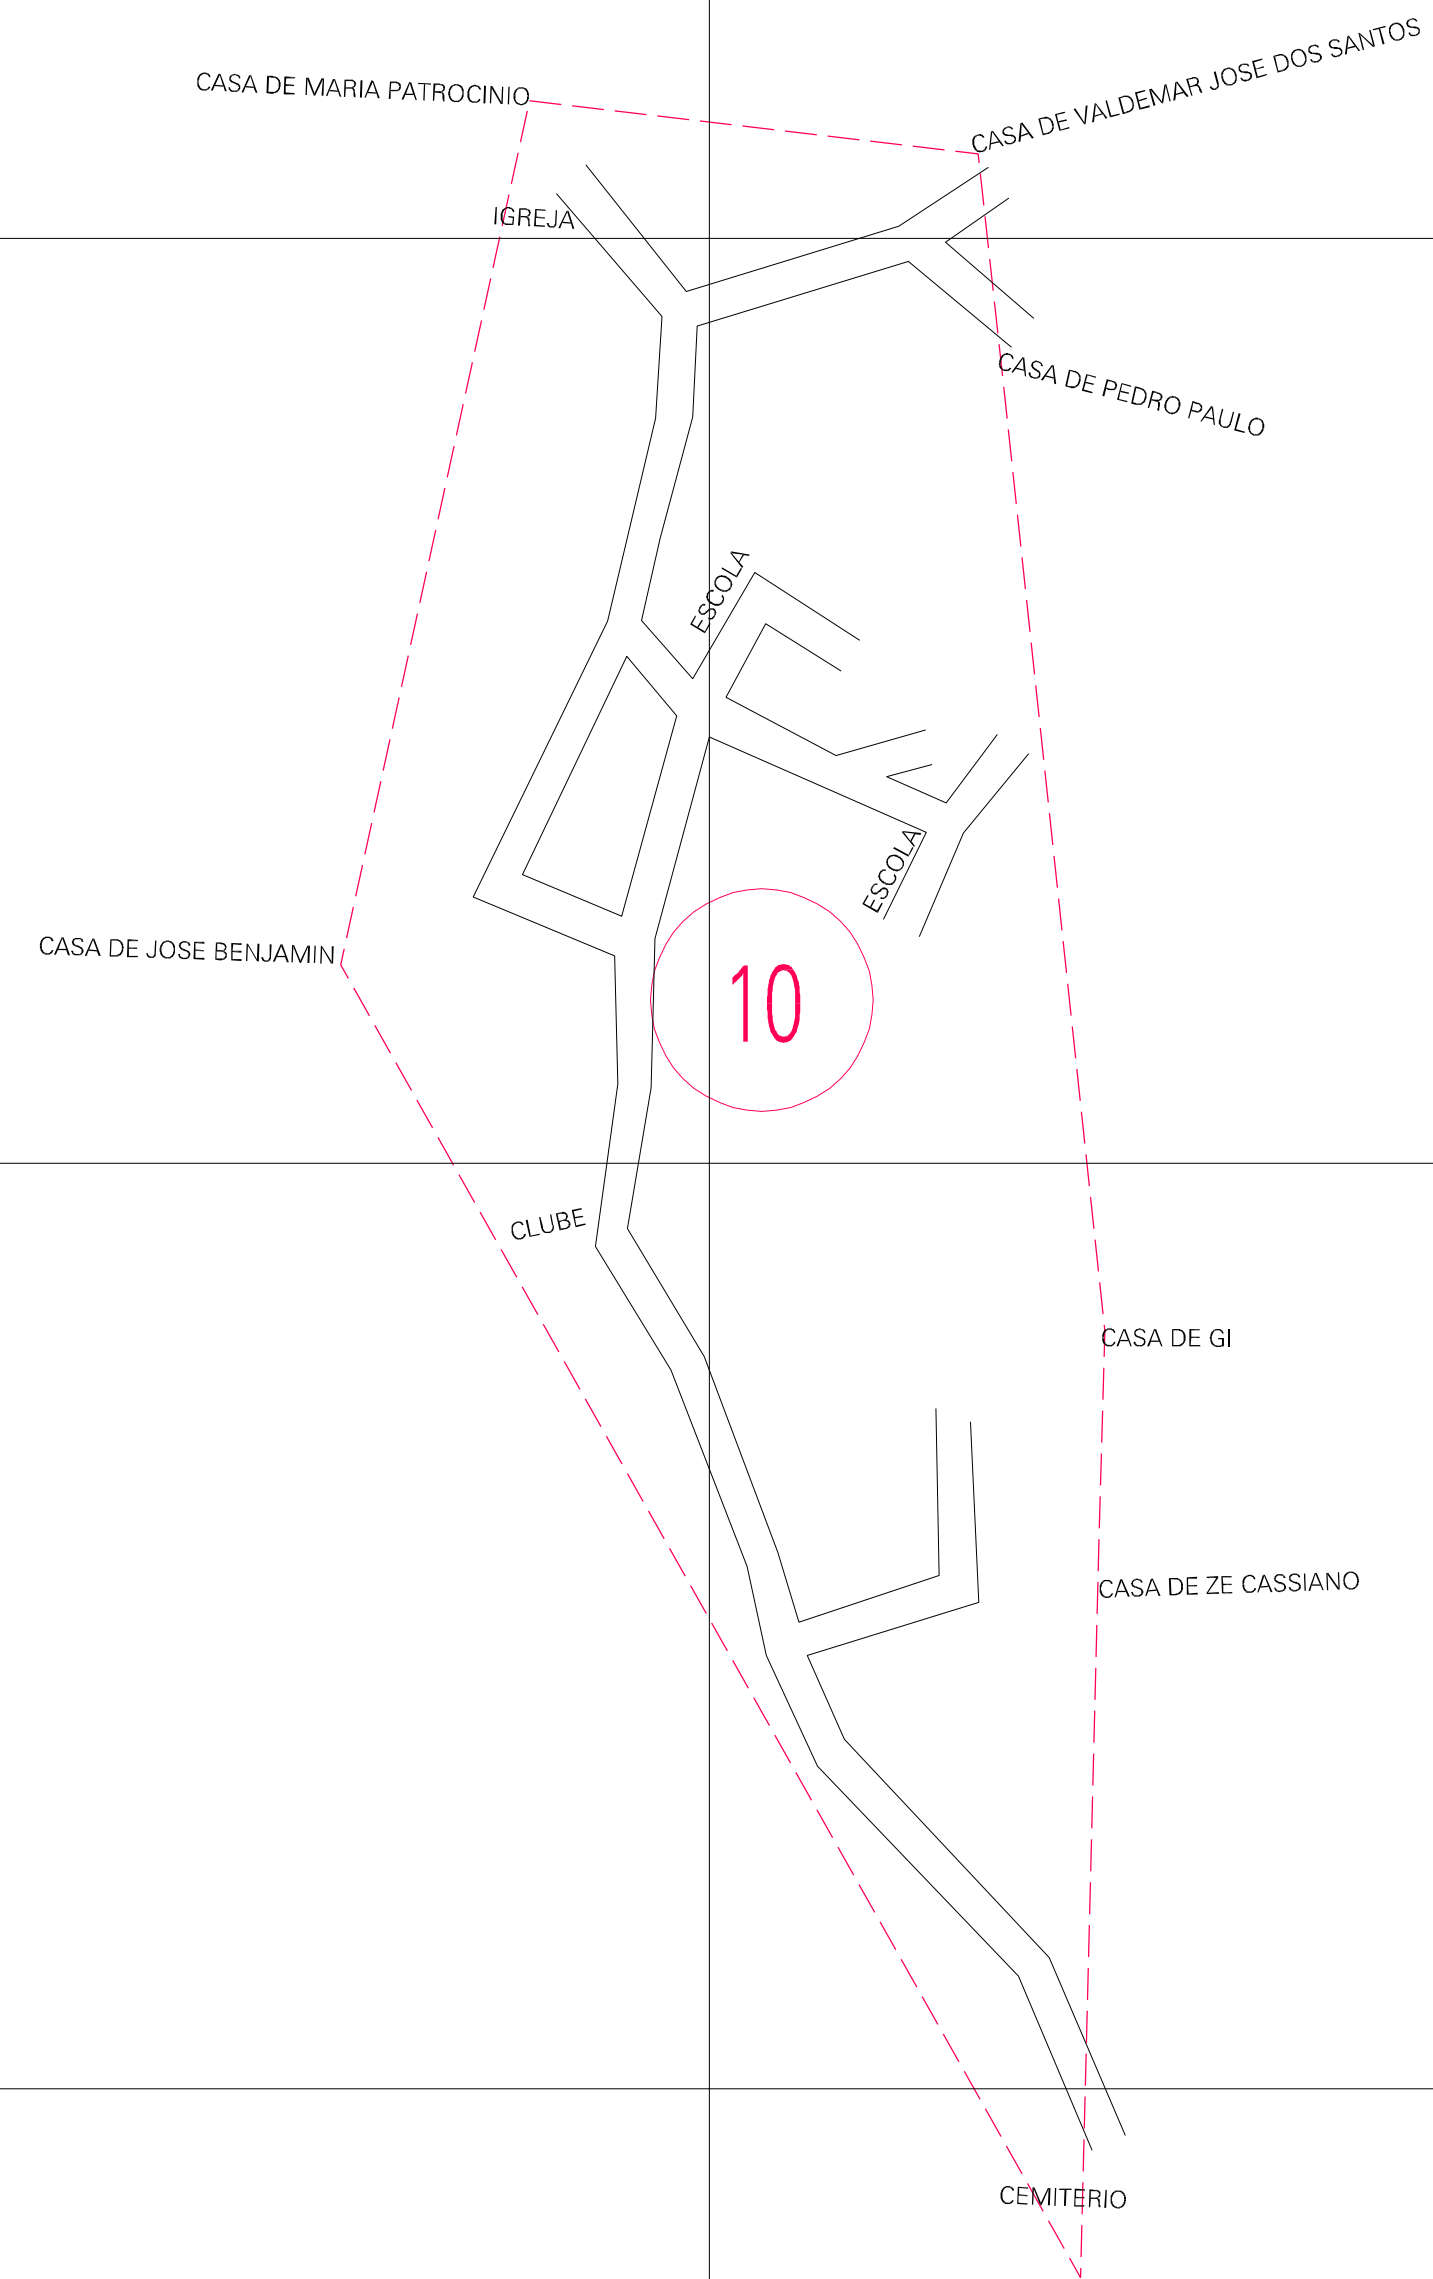 CASA DE VALDEMAR JOSE DOS SANTOS
CASA DE MARIA PATROCINIO
IGREJA
CASA DE PEDRO PAULO
ESCOLA
ESCOLA
CASA DE JOSE BENJAMIN
10
CLUBE
CASA DE GI
CASA DE ZE CASSIANO
CEMITERIO